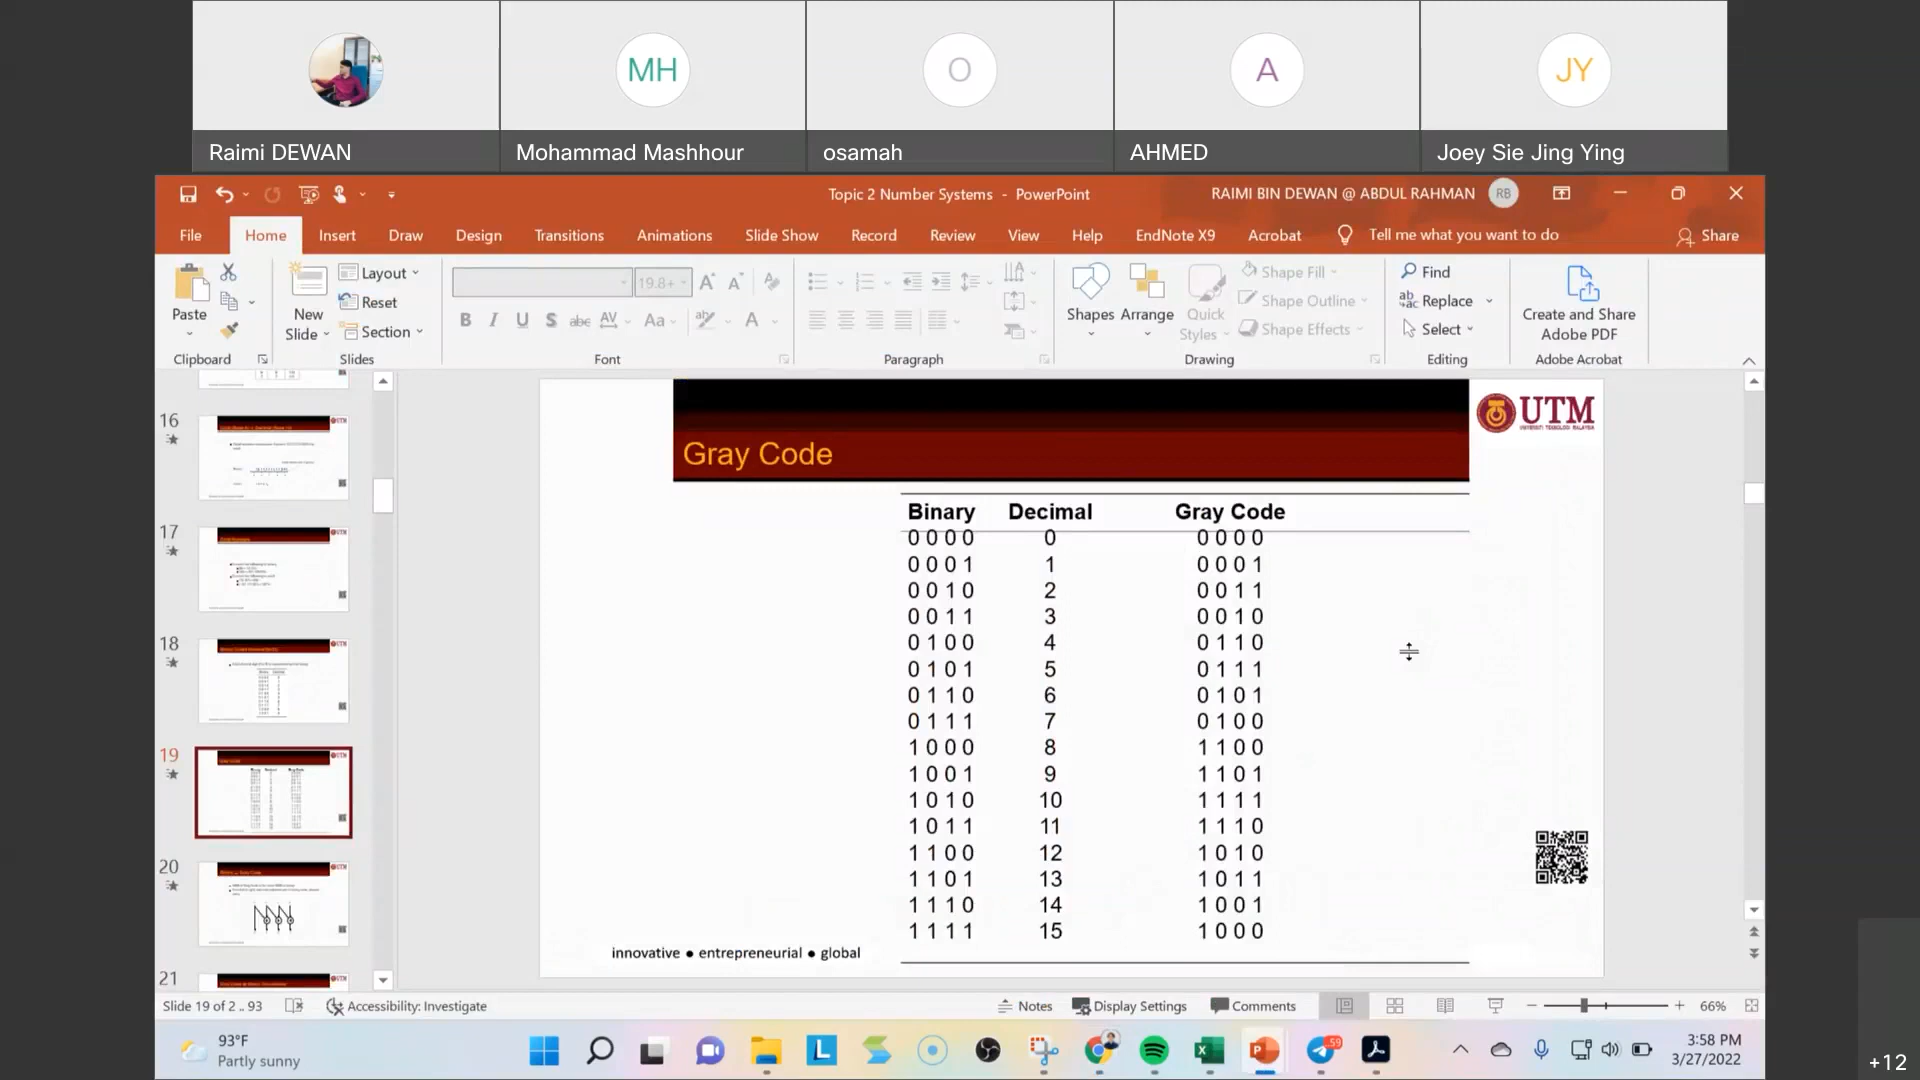 MH
O
A
JY
Raimi DEWAN
Mohammad Mashhour
osamah
AHMED
Joey Sie Jing Ying
Topic 2 Number Systems - PowerPoint
RAIMI BIN DEWAN @ ABDUL RAHMAN
RB
File Home Insert Draw Design Transitions Animations Slide Show Record Review View Help EndNote X9 Acrobat Tell me what you want to do Share
Paste
Clipboard
New
Slide
Layout
Reset
Section
Slides
19.8+
B I U S abc AV Aa A
Font
Paragraph
Shapes
Arrange
Quick
Styles
Shape Fill
Shape Outline
Shape Effects
Drawing
Find
Replace
Select
Editing
Create and Share
Adobe PDF
Adobe Acrobat
16
17
18
19
20
21
UTM
UNIVERSITI TEKNOLOGI MALAYSIA
Gray Code
Binary Decimal Gray Code
0 0 0 0 0 0 0 0 0
0 0 0 1 1 0 0 0 1
0 0 1 0 2 0 0 1 1
0 0 1 1 3 0 0 1 0
0 1 0 0 4 0 1 1 0
0 1 0 1 5 0 1 1 1
0 1 1 0 6 0 1 0 1
0 1 1 1 7 0 1 0 0
1 0 0 0 8 1 1 0 0
1 0 0 1 9 1 1 0 1
1 0 1 0 10 1 1 1 1
1 0 1 1 11 1 1 1 0
1 1 0 0 12 1 0 1 0
1 1 0 1 13 1 0 1 1
1 1 1 0 14 1 0 0 1
1 1 1 1 15 1 0 0 0
innovative ● entrepreneurial ● global
Slide 19 of 2 .. 93
Accessibility: Investigate
Notes
Display Settings
Comments
66%
93°F
Partly sunny
L
59
3:58 PM
3/27/2022
+12